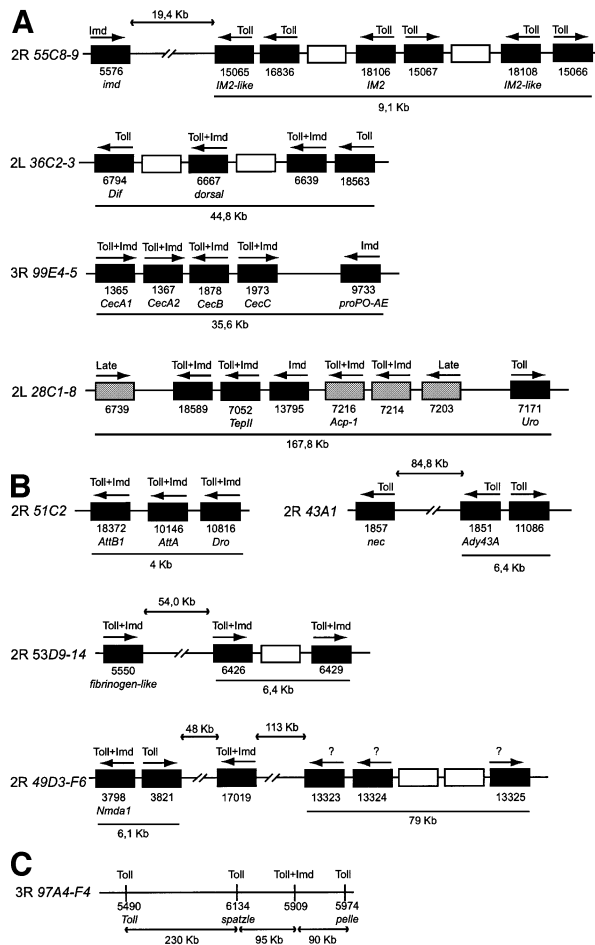 A
19,4 Kb
Imd Toll Toll Toll Toll Toll Toll
2R 55C8-9
5576 15065 16836 18106 15067 18108 15066
imd IM2-like IM2 IM2-like
9,1 Kb
Toll Toll+Imd Toll+Imd Toll
2L 36C2-3
6794 6667 6639 18563
Dif dorsal
44,8 Kb
Toll+Imd Toll+Imd Toll+Imd Toll+Imd Imd
3R 99E4-5
1365 1367 1878 1973 9733
CecA1 CecA2 CecB CecC proPO-AE
35,6 Kb
Late Toll+Imd Toll+Imd Imd Toll+Imd Toll+Imd Late Toll
2L 28C1-8
6739 18589 7052 13795 7216 7214 7203 7171
TepII Acp-1 Uro
167,8 Kb
B
84,8 Kb
Toll+Imd Toll+Imd Toll+Imd Toll Toll Toll
2R 51C2 2R 43A1
18372 10146 10816 1857 1851 11086
AttB1 AttA Dro nec Ady43A
4 Kb 6,4 Kb
54,0 Kb
Toll+Imd Toll+Imd Toll+Imd
2R 53D9-14
5550 6426 6429
fibrinogen-like
6,4 Kb
48 Kb 113 Kb
Toll+Imd Toll Toll+Imd ? ? ?
2R 49D3-F6
3798 3821 17019 13323 13324 13325
Nmda1
6,1 Kb 79 Kb
C
Toll Toll Toll+Imd Toll
3R 97A4-F4
5490 6134 5909 5974
Toll spatzle pelle
230 Kb 95 Kb 90 Kb